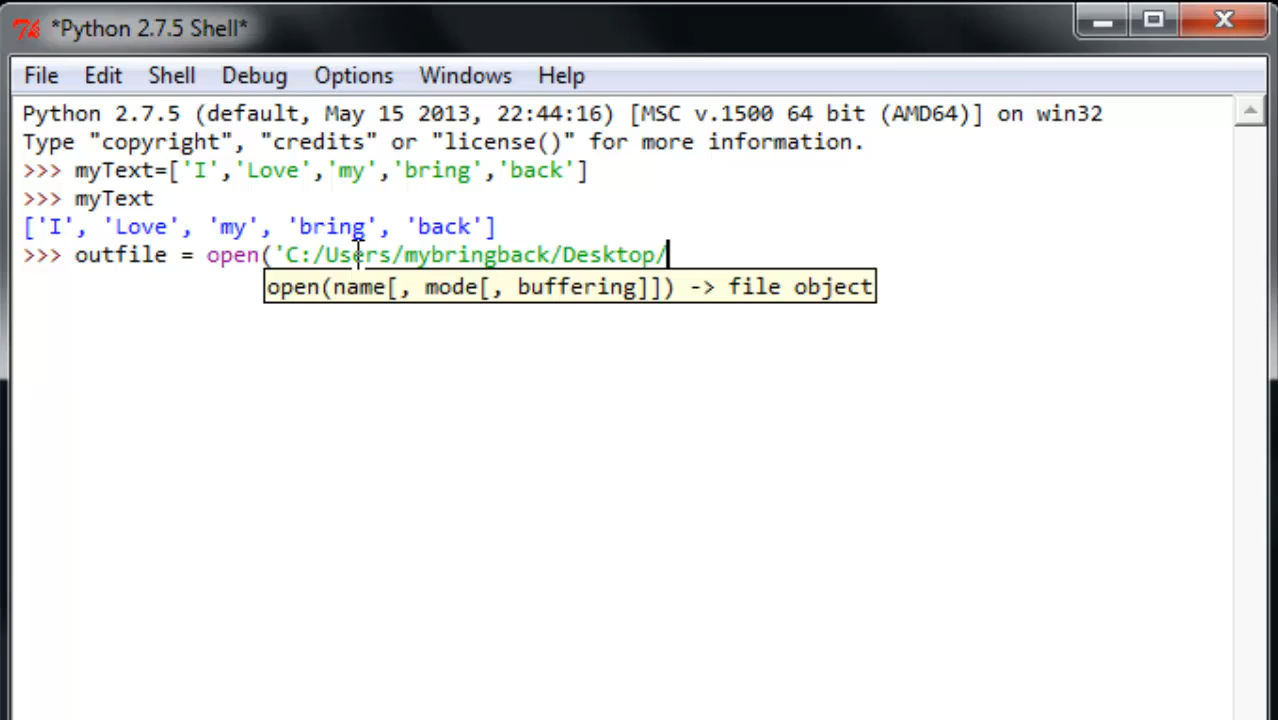 *Python 2.7.5 Shell*
File Edit Shell Debug Options Windows Help
Python 2.7.5 (default, May 15 2013, 22:44:16) [MSC v.1500 64 bit (AMD64)] on win32
Type "copyright", "credits" or "license()" for more information.
>>> myText=['I','Love','my','bring','back']
>>> myText
['I', 'Love', 'my', 'bring', 'back']
>>> outfile = open('C:/Users/mybringback/Desktop/
open(name[, mode[, buffering]]) -> file object